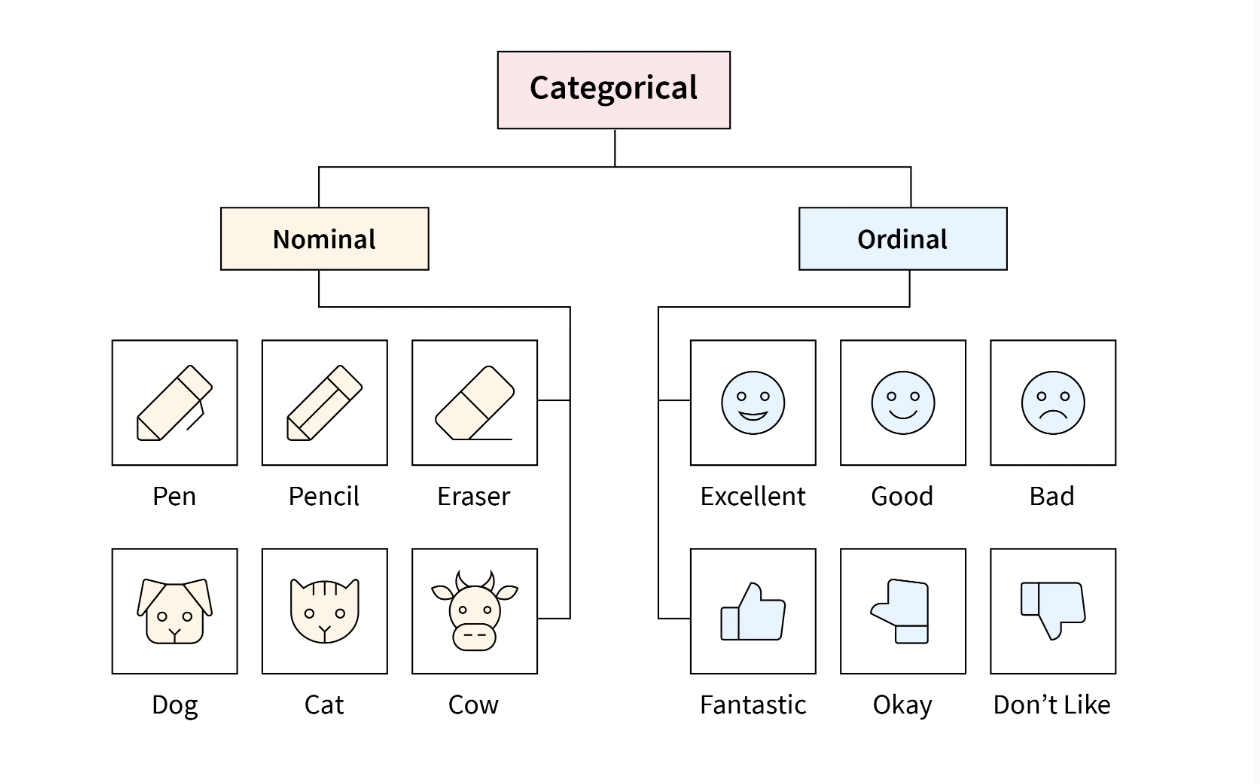 Categorical
Nominal
Ordinal
Pen
Pencil
Eraser
Excellent
Good
Bad
Dog
Cat
Cow
Fantastic
Okay
Don’t Like